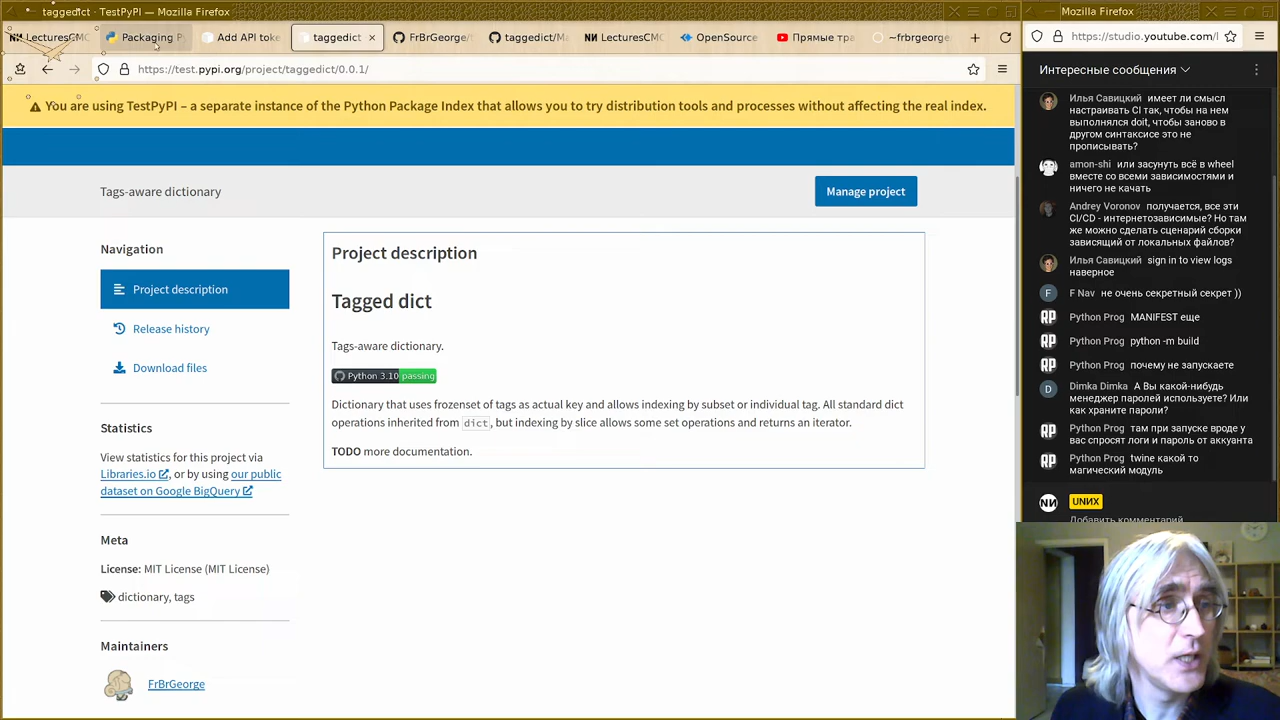 taggedict · TestPyPI — Mozilla Firefox
Mozilla Firefox
LecturesCMC
Packaging Py
Add API toke
taggedict
FrBrGeorge/
taggedict/Ma
LecturesCMC
OpenSource
Прямые тра
~frbrgeorge
https://test.pypi.org/project/taggedict/0.0.1/
https://studio.youtube.com/l
You are using TestPyPI – a separate instance of the Python Package Index that allows you to try distribution tools and processes without affecting the real index.
Tags-aware dictionary
Manage project
Navigation
Project description
Release history
Download files
Statistics
View statistics for this project via
Libraries.io, or by using our public
dataset on Google BigQuery
Meta
License: MIT License (MIT License)
dictionary, tags
Maintainers
FrBrGeorge
Project description
Tagged dict
Tags-aware dictionary.
Python 3.10 passing
Dictionary that uses frozenset of tags as actual key and allows indexing by subset or individual tag. All standard dict
operations inherited from dict, but indexing by slice allows some set operations and returns an iterator.
TODO more documentation.
Интересные сообщения
Илья Савицкий имеет ли смысл
настраивать CI так, чтобы на нем
выполнялся doit, чтобы заново в
другом синтаксисе это не
прописывать?
amon-shi или засунуть всё в wheel
вместе со всеми зависимостями и
ничего не качать
Andrey Voronov получается, все эти
CI/CD - интернетозависимые? Но там
же можно сделать сценарий сборки
зависящий от локальных файлов?
Илья Савицкий sign in to view logs
наверное
F
F Nav не очень секретный секрет ))
Python Prog MANIFEST еще
Python Prog python -m build
Python Prog почему не запускаете
D
Dimka Dimka А Вы какой-нибудь
менеджер паролей используете? Или
как храните пароли?
Python Prog там при запуске вроде у
вас спросят логи и пароль от аккуанта
Python Prog twine какой то
магический модуль
UNИX
Добавить комментарий